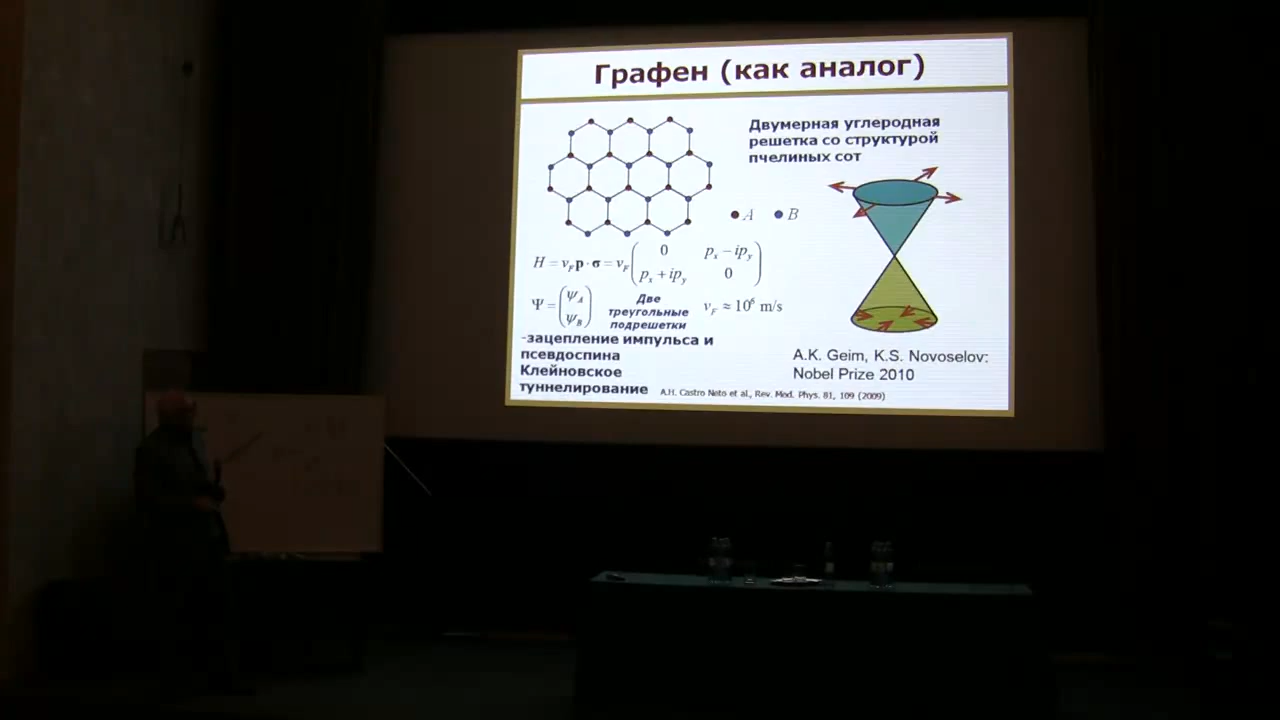 Графен (как аналог)
Двумерная углеродная
решетка со структурой
пчелиных сот
A B
H = v_F p · σ = v_F ( 0 p_x − ip_y
p_x + ip_y 0 )
Ψ = ( ψ_A
ψ_B )
Две
треугольные
подрешетки
v_F ≈ 10⁶ m/s
-зацепление импульса и
псевдоспина
Клейновское
туннелирование
A.K. Geim, K.S. Novoselov:
Nobel Prize 2010
A.H. Castro Neto et al., Rev. Mod. Phys. 81, 109 (2009)